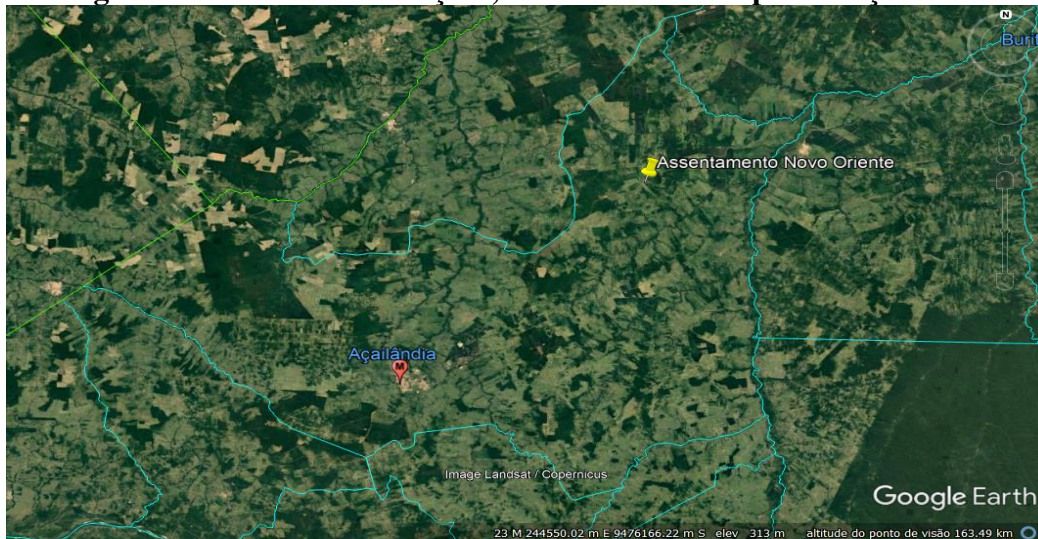 N
Burit
Assentamento Novo Oriente
Açailândia
M
Image Landsat / Copernicus
Google Earth
23 M 244550.02 m E 9476166.22 m S elev 313 m altitude do ponto de visão 163.49 km